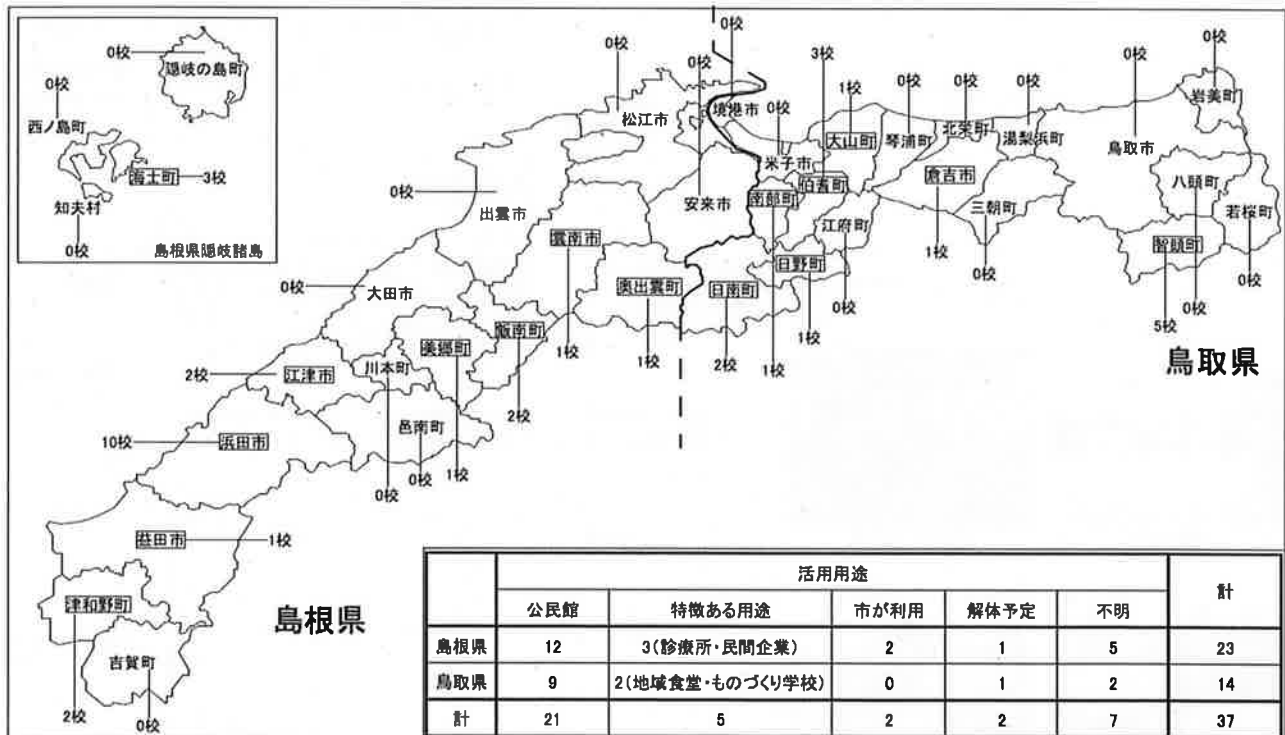 0校
隠岐の島町
0校
西ノ島町
海士町
3校
知夫村
0校
島根県隠岐諸島
0校
松江市
0校
安来市
0校
境港市
0校
米子市
3校
伯耆町
1校
大山町
0校
琴浦町
0校
北栄町
0校
湯梨浜町
0校
鳥取市
0校
岩美町
八頭町
0校
若桜町
0校
智頭町
5校
倉吉市
1校
三朝町
0校
南部町
1校
江府町
0校
日野町
1校
日南町
2校
鳥取県
0校
出雲市
雲南市
1校
奥出雲町
1校
0校
大田市
飯南町
2校
美郷町
1校
川本町
0校
邑南町
0校
2校
江津市
10校
浜田市
益田市
1校
津和野町
2校
吉賀町
0校
島根県
活用用途
計
公民館 特徴ある用途 市が利用 解体予定 不明
島根県 12 3(診療所・民間企業) 2 1 5 23
鳥取県 9 2(地域食堂・ものづくり学校) 0 1 2 14
計 21 5 2 2 7 37